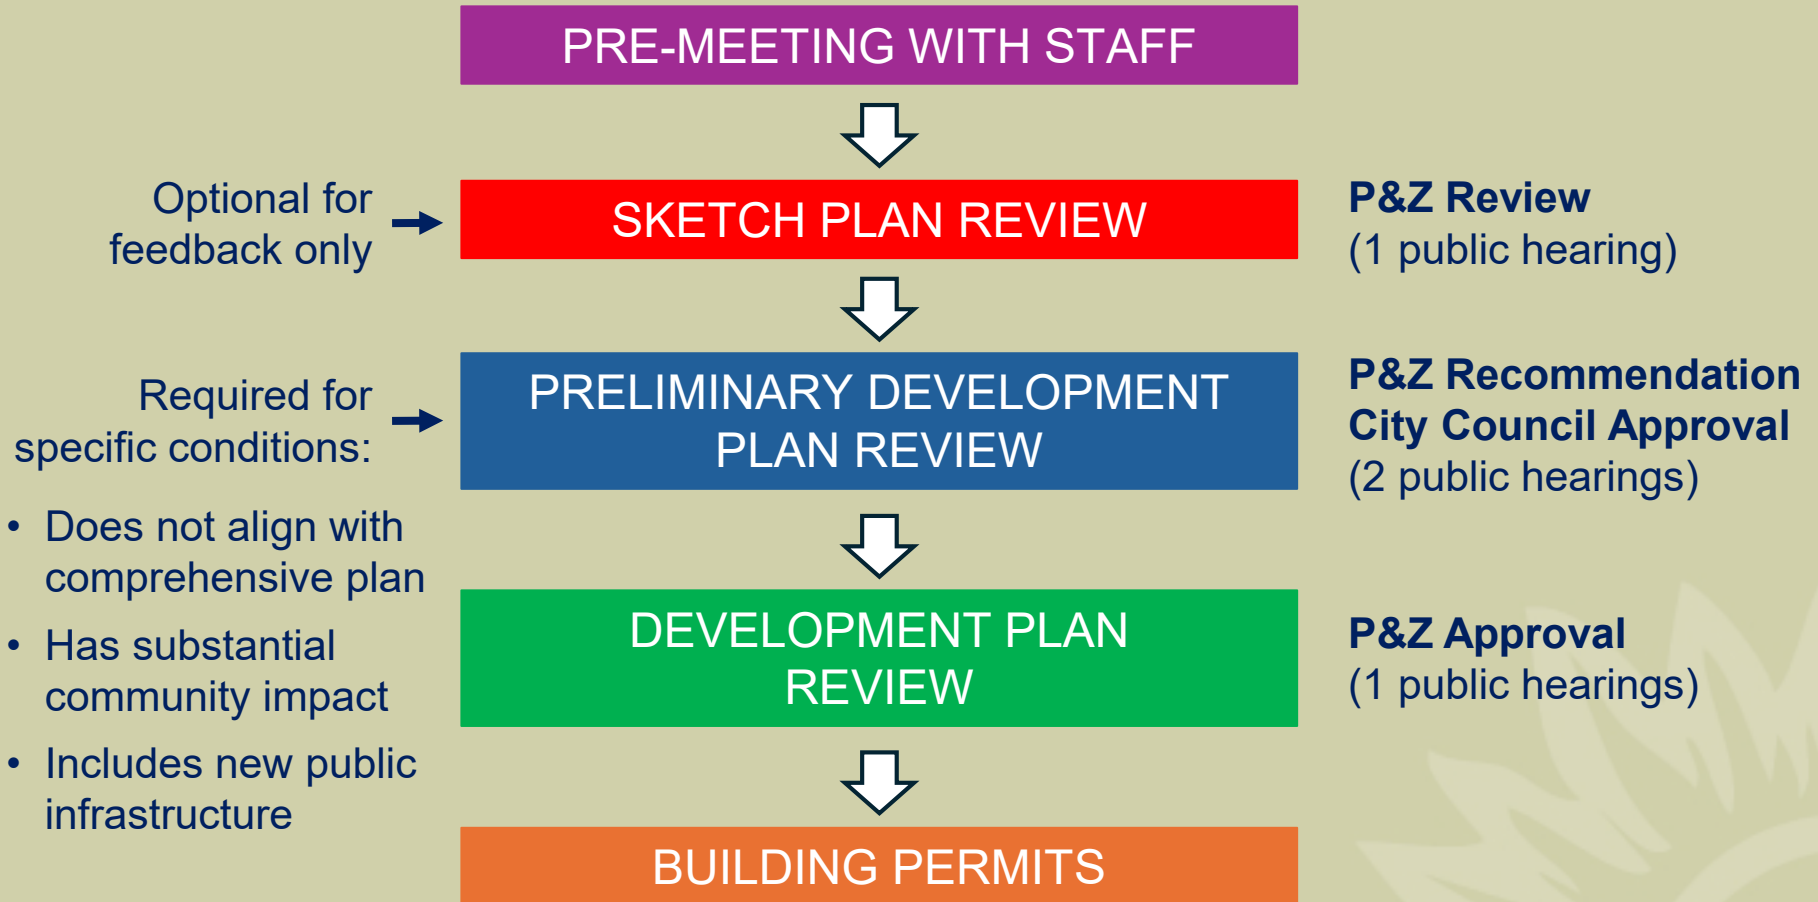 PRE-MEETING WITH STAFF
Optional for
feedback only
SKETCH PLAN REVIEW
P&Z Review
(1 public hearing)
Required for
specific conditions:
• Does not align with
comprehensive plan
• Has substantial
community impact
• Includes new public
infrastructure
PRELIMINARY DEVELOPMENT
PLAN REVIEW
P&Z Recommendation
City Council Approval
(2 public hearings)
DEVELOPMENT PLAN
REVIEW
P&Z Approval
(1 public hearings)
BUILDING PERMITS